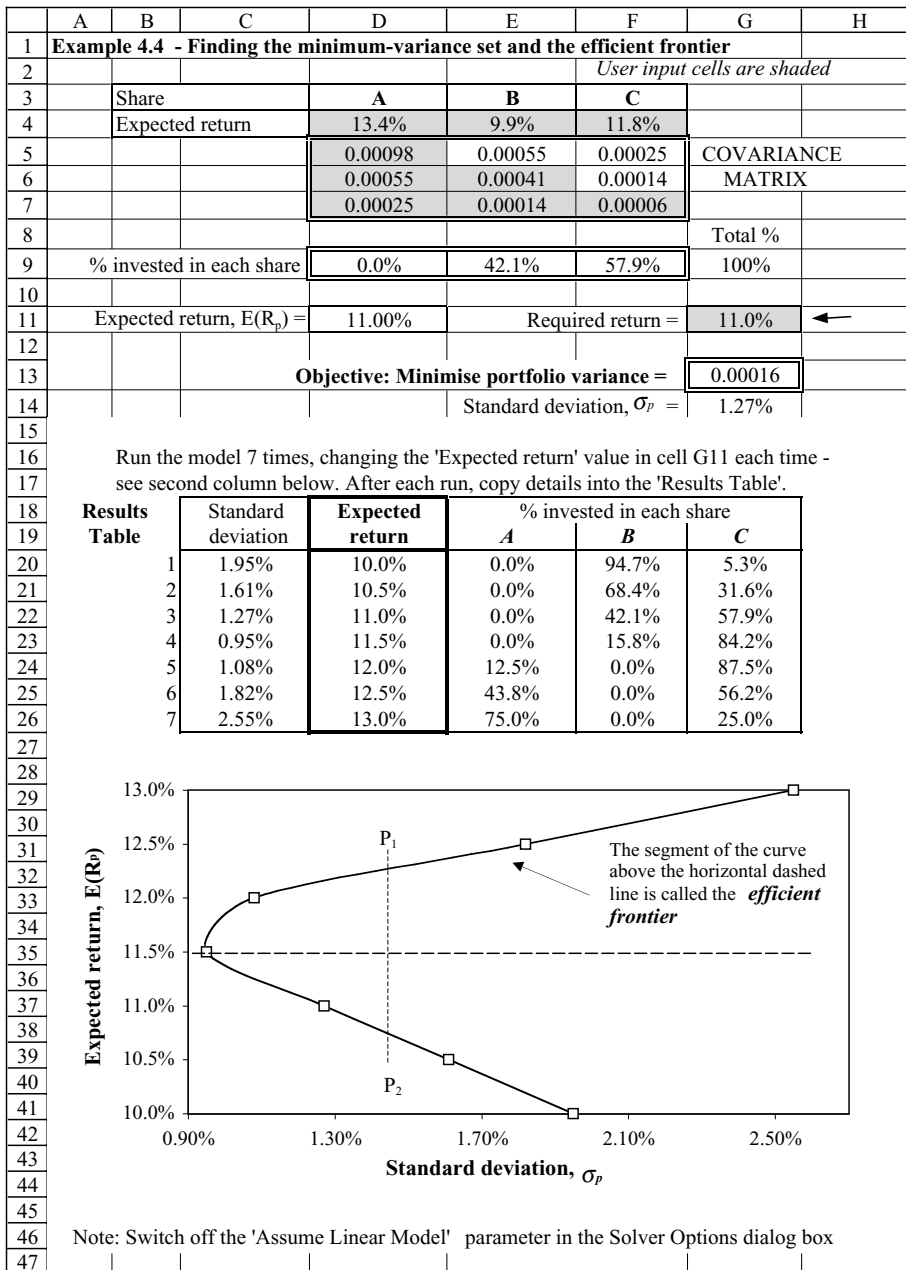 A B C D E F G H
1 Example 4.4 - Finding the minimum-variance set and the efficient frontier
2 User input cells are shaded
3 Share A B C
4 Expected return 13.4% 9.9% 11.8%
5 0.00098 0.00055 0.00025 COVARIANCE
6 0.00055 0.00041 0.00014 MATRIX
7 0.00025 0.00014 0.00006
8 Total %
9 % invested in each share 0.0% 42.1% 57.9% 100%
10
11 Expected return, E(Rp) = 11.00% Required return = 11.0%
12
13 Objective: Minimise portfolio variance = 0.00016
14 Standard deviation, σp = 1.27%
15
16 Run the model 7 times, changing the 'Expected return' value in cell G11 each time -
17 see second column below. After each run, copy details into the 'Results Table'.
18 Results Standard Expected % invested in each share
19 Table deviation return A B C
20 1 1.95% 10.0% 0.0% 94.7% 5.3%
21 2 1.61% 10.5% 0.0% 68.4% 31.6%
22 3 1.27% 11.0% 0.0% 42.1% 57.9%
23 4 0.95% 11.5% 0.0% 15.8% 84.2%
24 5 1.08% 12.0% 12.5% 0.0% 87.5%
25 6 1.82% 12.5% 43.8% 0.0% 56.2%
26 7 2.55% 13.0% 75.0% 0.0% 25.0%
27
28
29 13.0%
30
31 12.5% P1 The segment of the curve
32 above the horizontal dashed
33 12.0% line is called the efficient
34 frontier
35 11.5%
36
37 11.0%
38
39 10.5%
40 P2
41 10.0%
42 0.90% 1.30% 1.70% 2.10% 2.50%
43 Standard deviation, σp
44
Expected return, E(Rp)
45
46 Note: Switch off the 'Assume Linear Model' parameter in the Solver Options dialog box
47